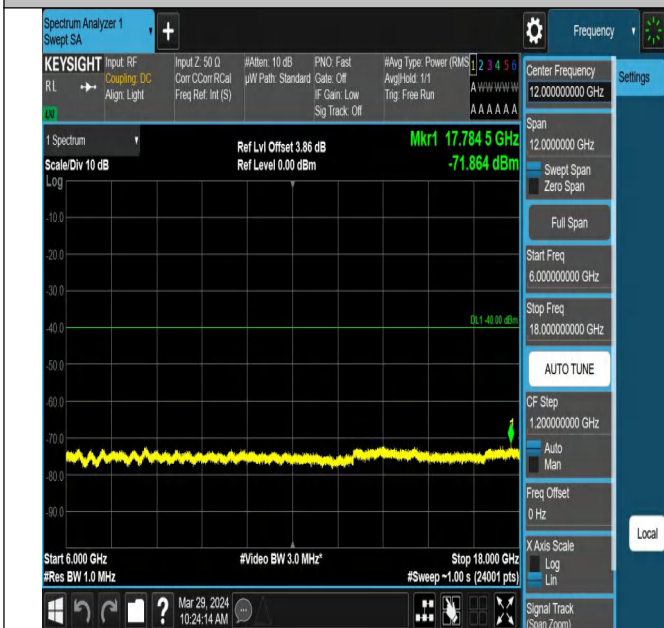 Spectrum Analyzer 1
Swept SA
+
Frequency
KEYSIGHT
RL
LXI
Input: RF
Coupling: DC
Align: Light
Input Z: 50 Ω
Corr CCorr RCal
Freq Ref: Int (S)
#Atten: 10 dB
µW Path: Standard
PNO: Fast
Gate: Off
IF Gain: Low
Sig Track: Off
#Avg Type: Power (RMS
Avg|Hold: 1/1
Trig: Free Run
1 2 3 4 5 6
A W W W W W
A A A A A A
1 Spectrum
Scale/Div 10 dB
Ref Lvl Offset 3.86 dB
Ref Level 0.00 dBm
Mkr1 17.784 5 GHz
-71.864 dBm
Log
-10.0
-20.0
-30.0
-40.0
-50.0
-60.0
-70.0
-80.0
-90.0
DL1 -40.00 dBm
1
Start 6.000 GHz
#Res BW 1.0 MHz
#Video BW 3.0 MHz*
Stop 18.000 GHz
#Sweep ~1.00 s (24001 pts)
?
Mar 29, 2024
10:24:14 AM
Center Frequency
12.000000000 GHz
Span
12.0000000 GHz
Swept Span
Zero Span
Full Span
Start Freq
6.000000000 GHz
Stop Freq
18.000000000 GHz
AUTO TUNE
CF Step
1.200000000 GHz
Auto
Man
Freq Offset
0 Hz
X Axis Scale
Log
Lin
Signal Track
(Span Zoom)
Settings
Local